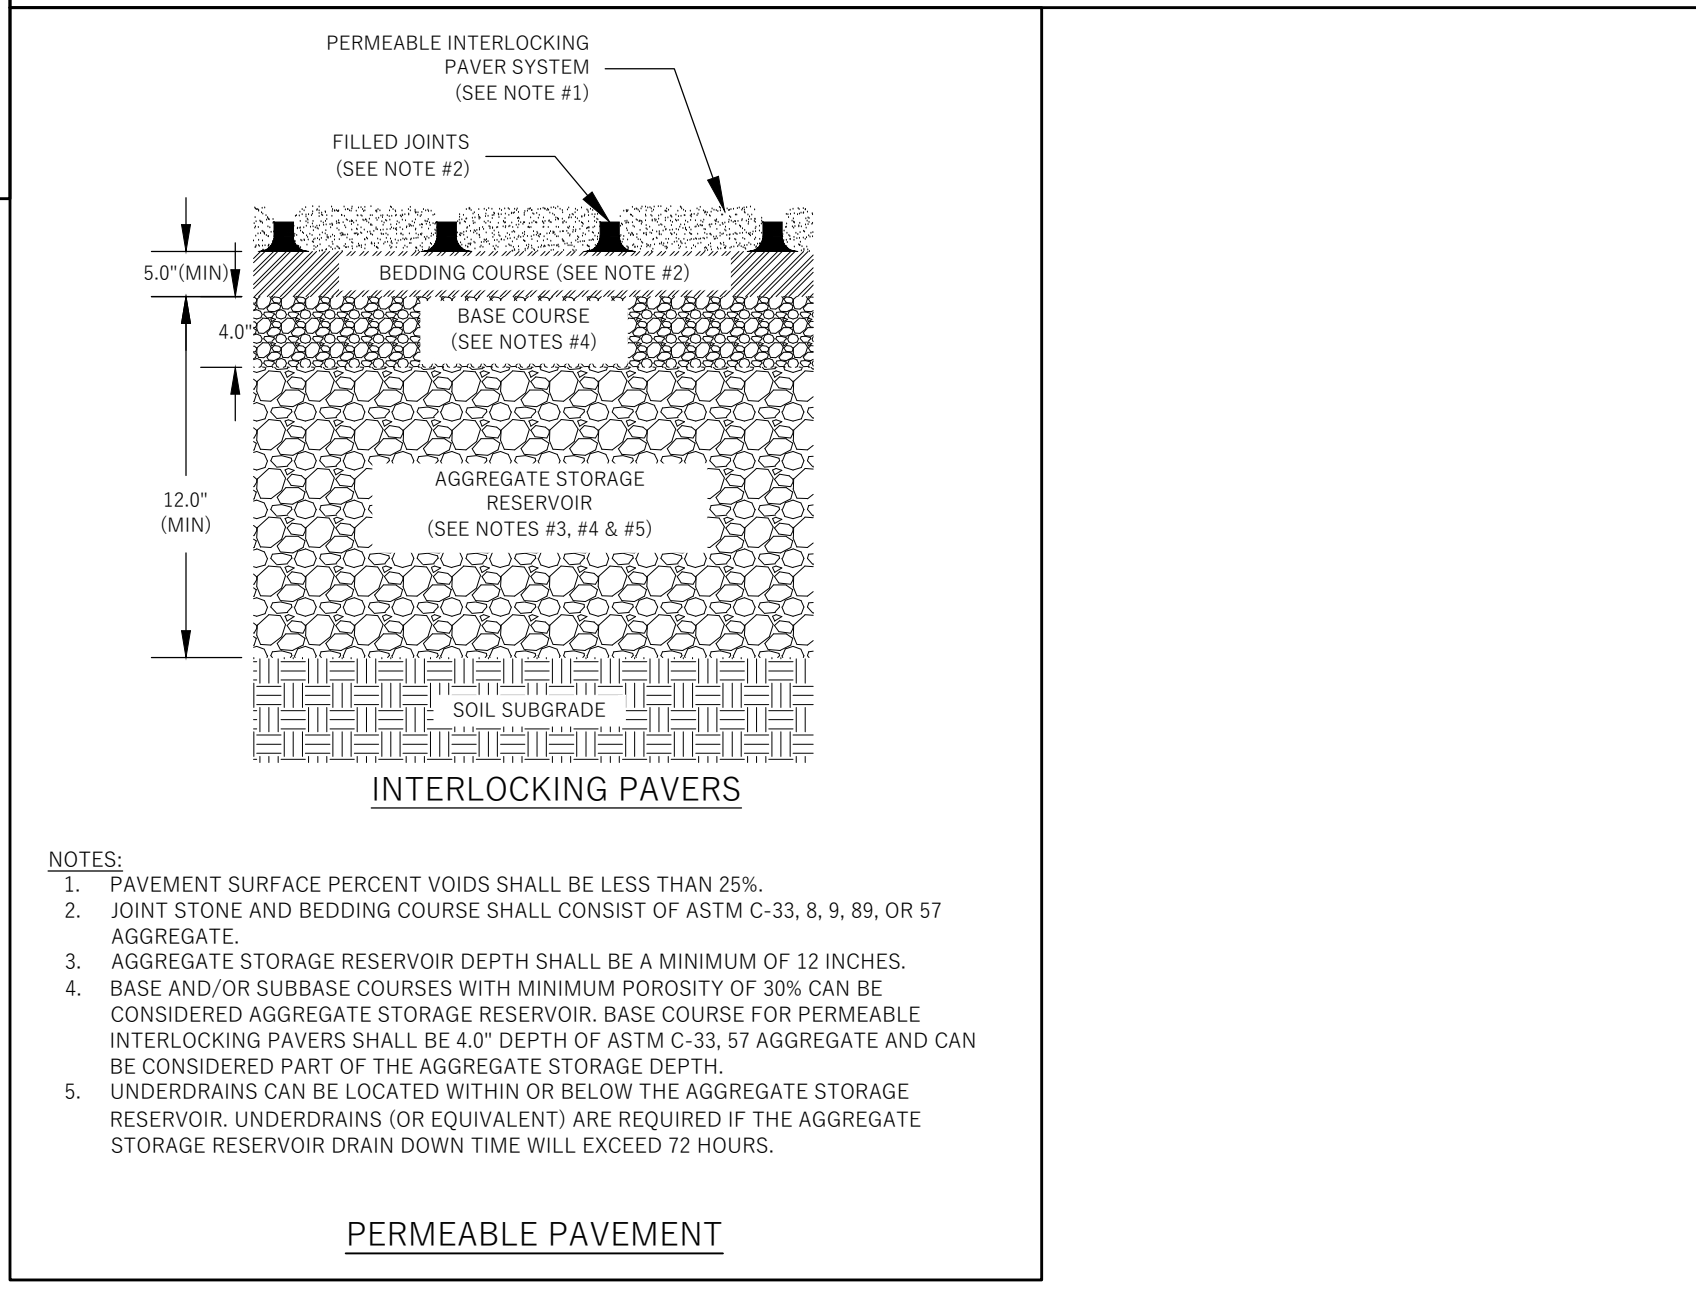 PERMEABLE INTERLOCKING
PAVER SYSTEM
(SEE NOTE #1)
FILLED JOINTS
(SEE NOTE #2)
5.0"(MIN)
BEDDING COURSE (SEE NOTE #2)
4.0"
BASE COURSE
(SEE NOTES #4)
12.0"
(MIN)
AGGREGATE STORAGE
RESERVOIR
(SEE NOTES #3, #4 & #5)
SOIL SUBGRADE
INTERLOCKING PAVERS
NOTES:
1. PAVEMENT SURFACE PERCENT VOIDS SHALL BE LESS THAN 25%.
2. JOINT STONE AND BEDDING COURSE SHALL CONSIST OF ASTM C-33, 8, 9, 89, OR 57
AGGREGATE.
3. AGGREGATE STORAGE RESERVOIR DEPTH SHALL BE A MINIMUM OF 12 INCHES.
4. BASE AND/OR SUBBASE COURSES WITH MINIMUM POROSITY OF 30% CAN BE
CONSIDERED AGGREGATE STORAGE RESERVOIR. BASE COURSE FOR PERMEABLE
INTERLOCKING PAVERS SHALL BE 4.0" DEPTH OF ASTM C-33, 57 AGGREGATE AND CAN
BE CONSIDERED PART OF THE AGGREGATE STORAGE DEPTH.
5. UNDERDRAINS CAN BE LOCATED WITHIN OR BELOW THE AGGREGATE STORAGE
RESERVOIR. UNDERDRAINS (OR EQUIVALENT) ARE REQUIRED IF THE AGGREGATE
STORAGE RESERVOIR DRAIN DOWN TIME WILL EXCEED 72 HOURS.
PERMEABLE PAVEMENT